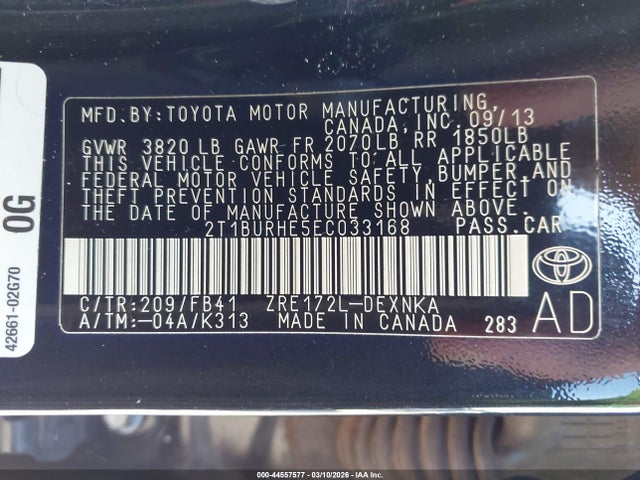 MFD.BY:TOYOTA MOTOR MANUFACTURING,
CANADA,INC.09/13
GVWR 3820 LB GAWR FR 2070LB RR 1850LB
THIS VEHICLE CONFORMS TO ALL APPLICABLE
FEDERAL MOTOR VEHICLE SAFETY,BUMPER,AND
THEFT PREVENTION STANDARDS IN EFFECT ON
THE DATE OF MANUFACTURE SHOWN ABOVE.
2T1BURHE5EC033168 PASS.CAR
C/TR:209/FB41 ZRE172L-DEXNKA
A/TM:-04A/K313 MADE IN CANADA 283 AD
0G
42661-02G70
000-44557577 — 03/10/2026 — IAA Inc.